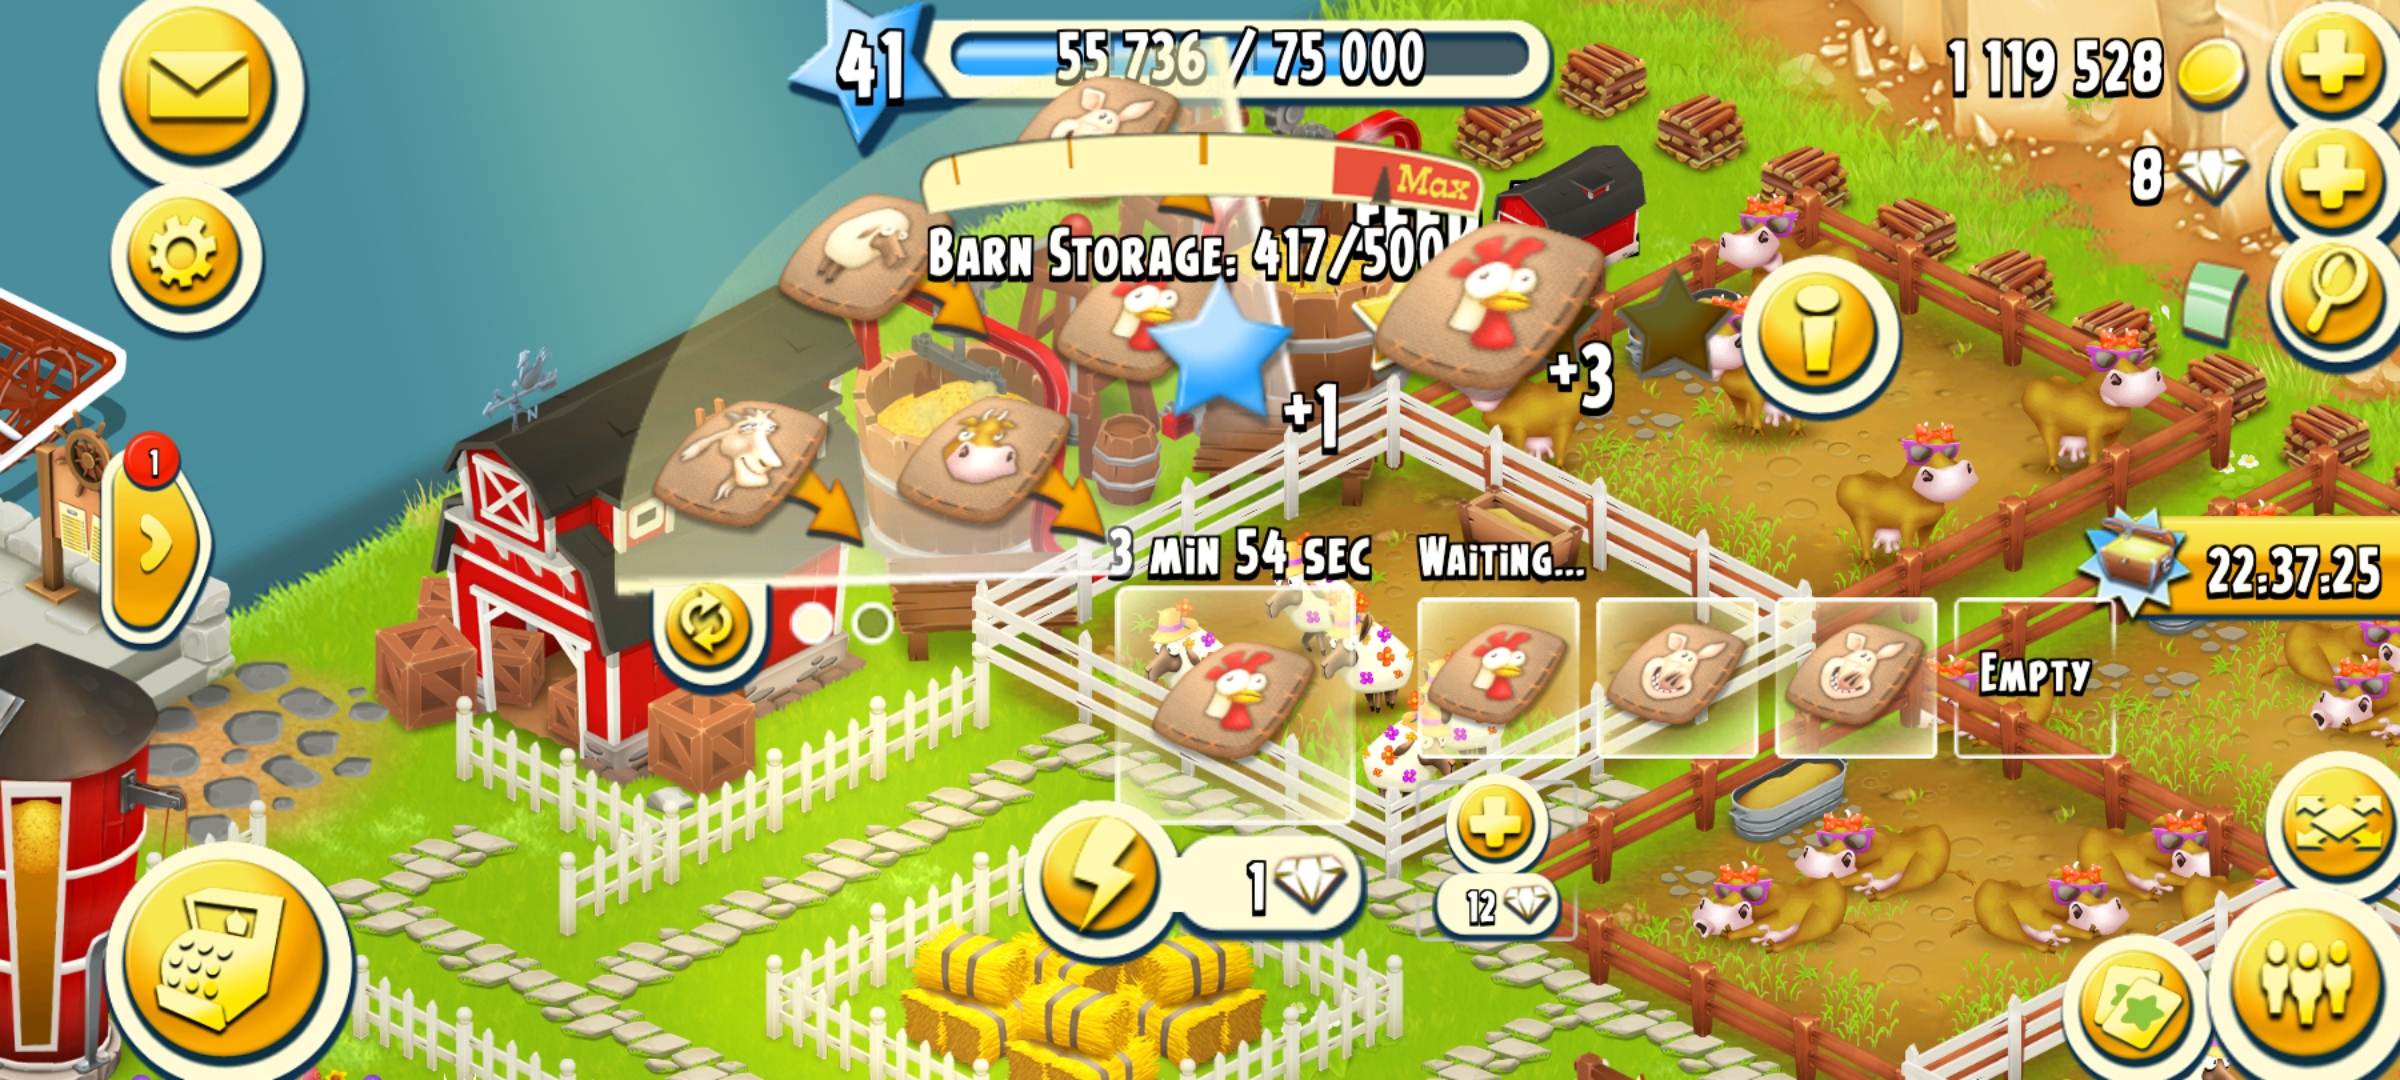 41
55 736 / 75 000
1 119 528
8
Max
Barn Storage: 417/500
+3
+1
1
N
3 min 54 sec
Waiting...
22:37:25
Empty
1
12